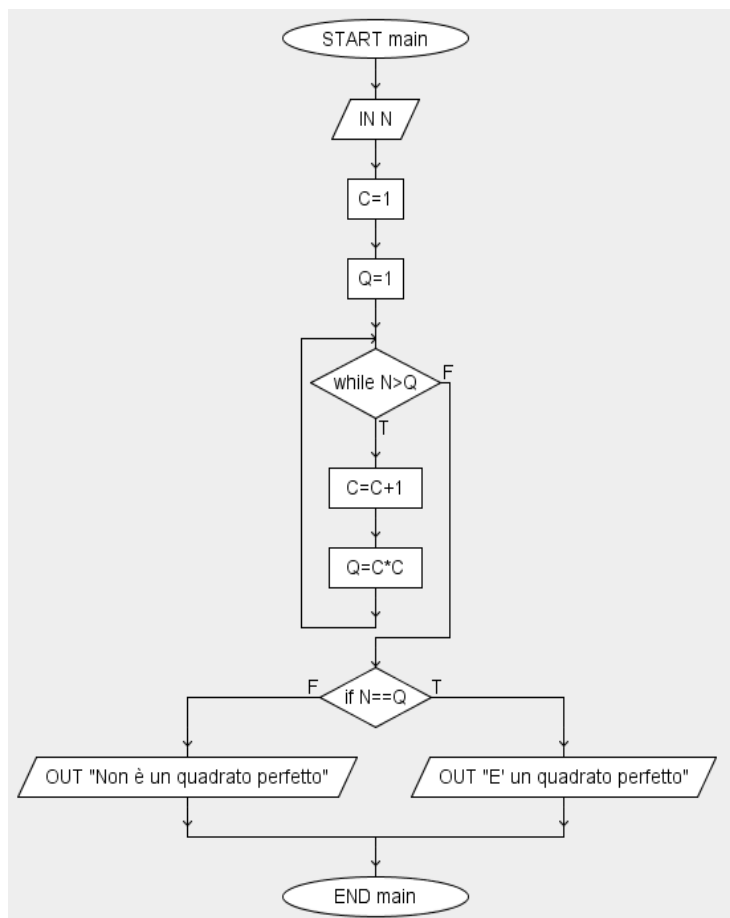 START main
IN N
C=1
Q=1
while N>Q
F
T
C=C+1
Q=C*C
F
if N==Q
T
OUT "Non è un quadrato perfetto"
OUT "E' un quadrato perfetto"
END main